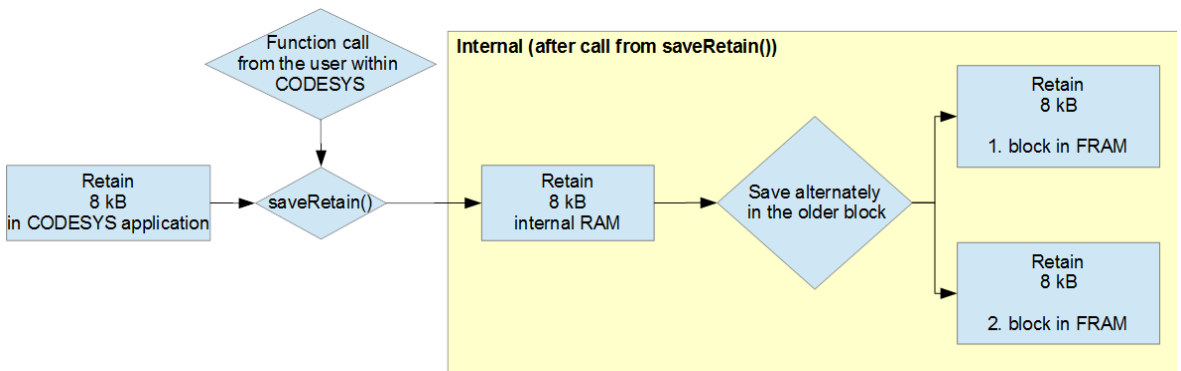 Function call
from the user within
CODESYS
Internal (after call from saveRetain())
Retain
8 kB
in CODESYS application
saveRetain()
Retain
8 kB
internal RAM
Save alternately
in the older block
Retain
8 kB
1. block in FRAM
Retain
8 kB
2. block in FRAM